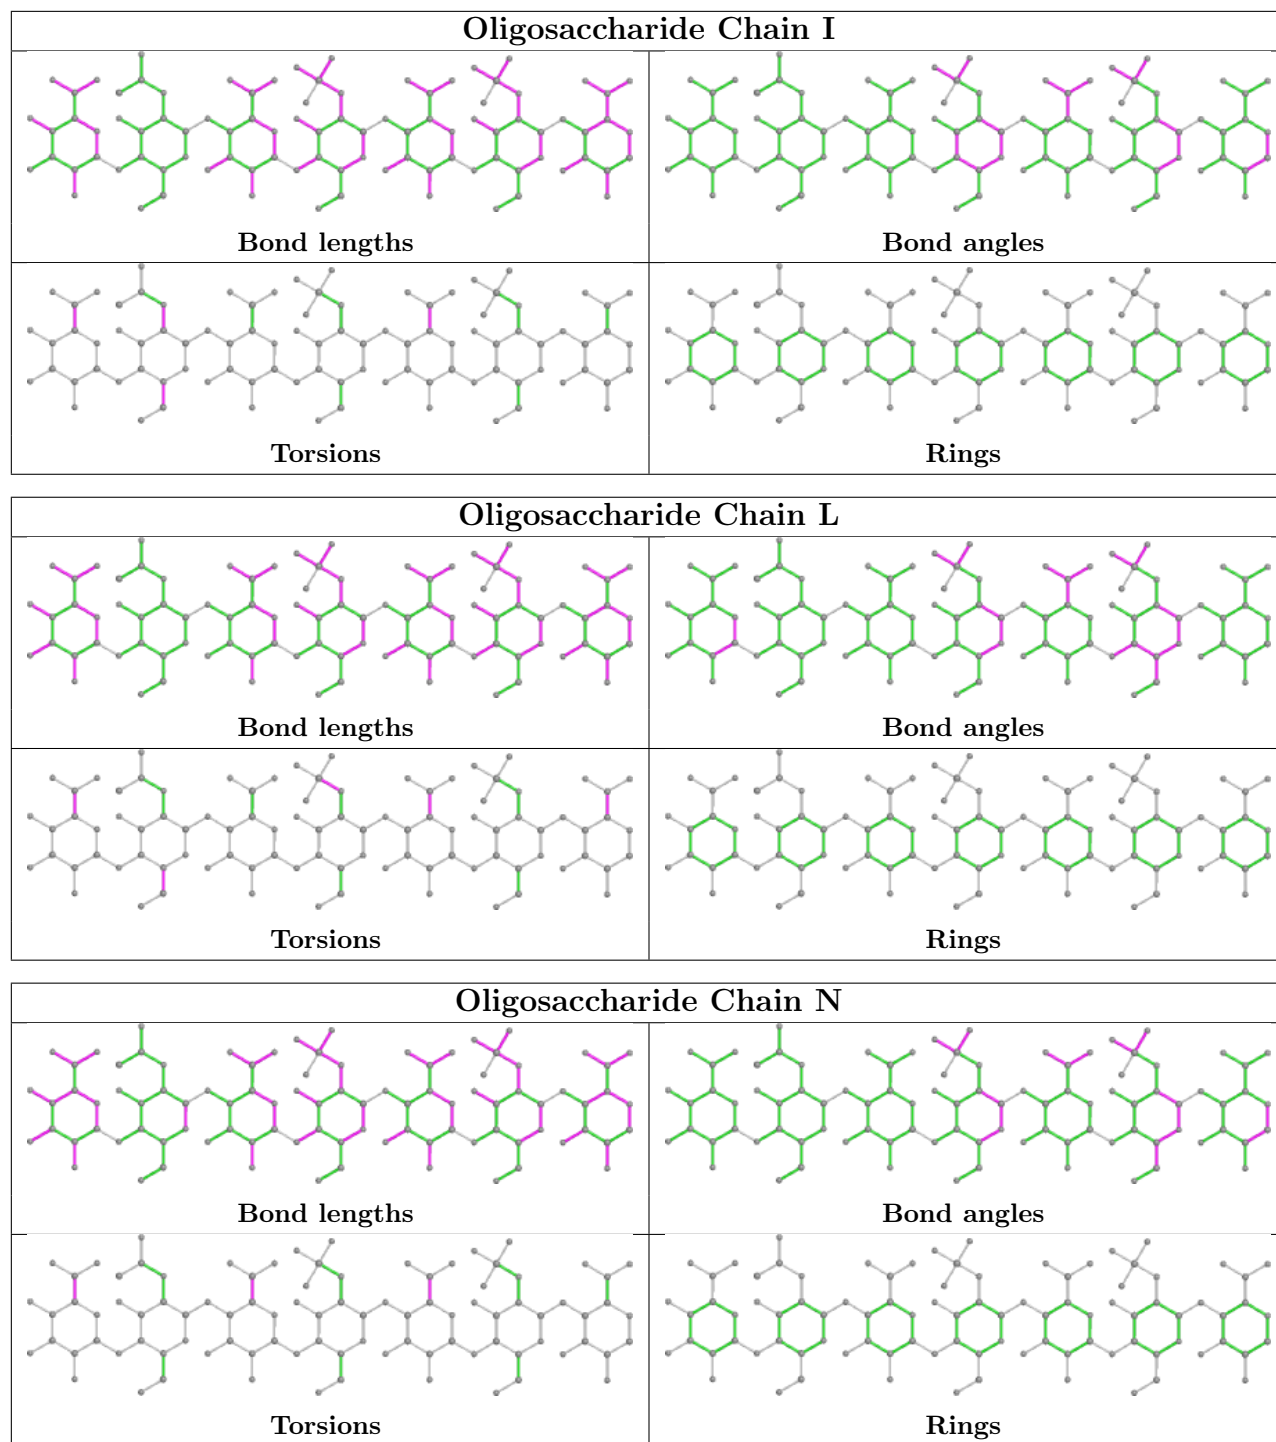 Oligosaccharide Chain I
Bond lengths
Bond angles
Torsions
Rings
Oligosaccharide Chain L
Bond lengths
Bond angles
Torsions
Rings
Oligosaccharide Chain N
Bond lengths
Bond angles
Torsions
Rings